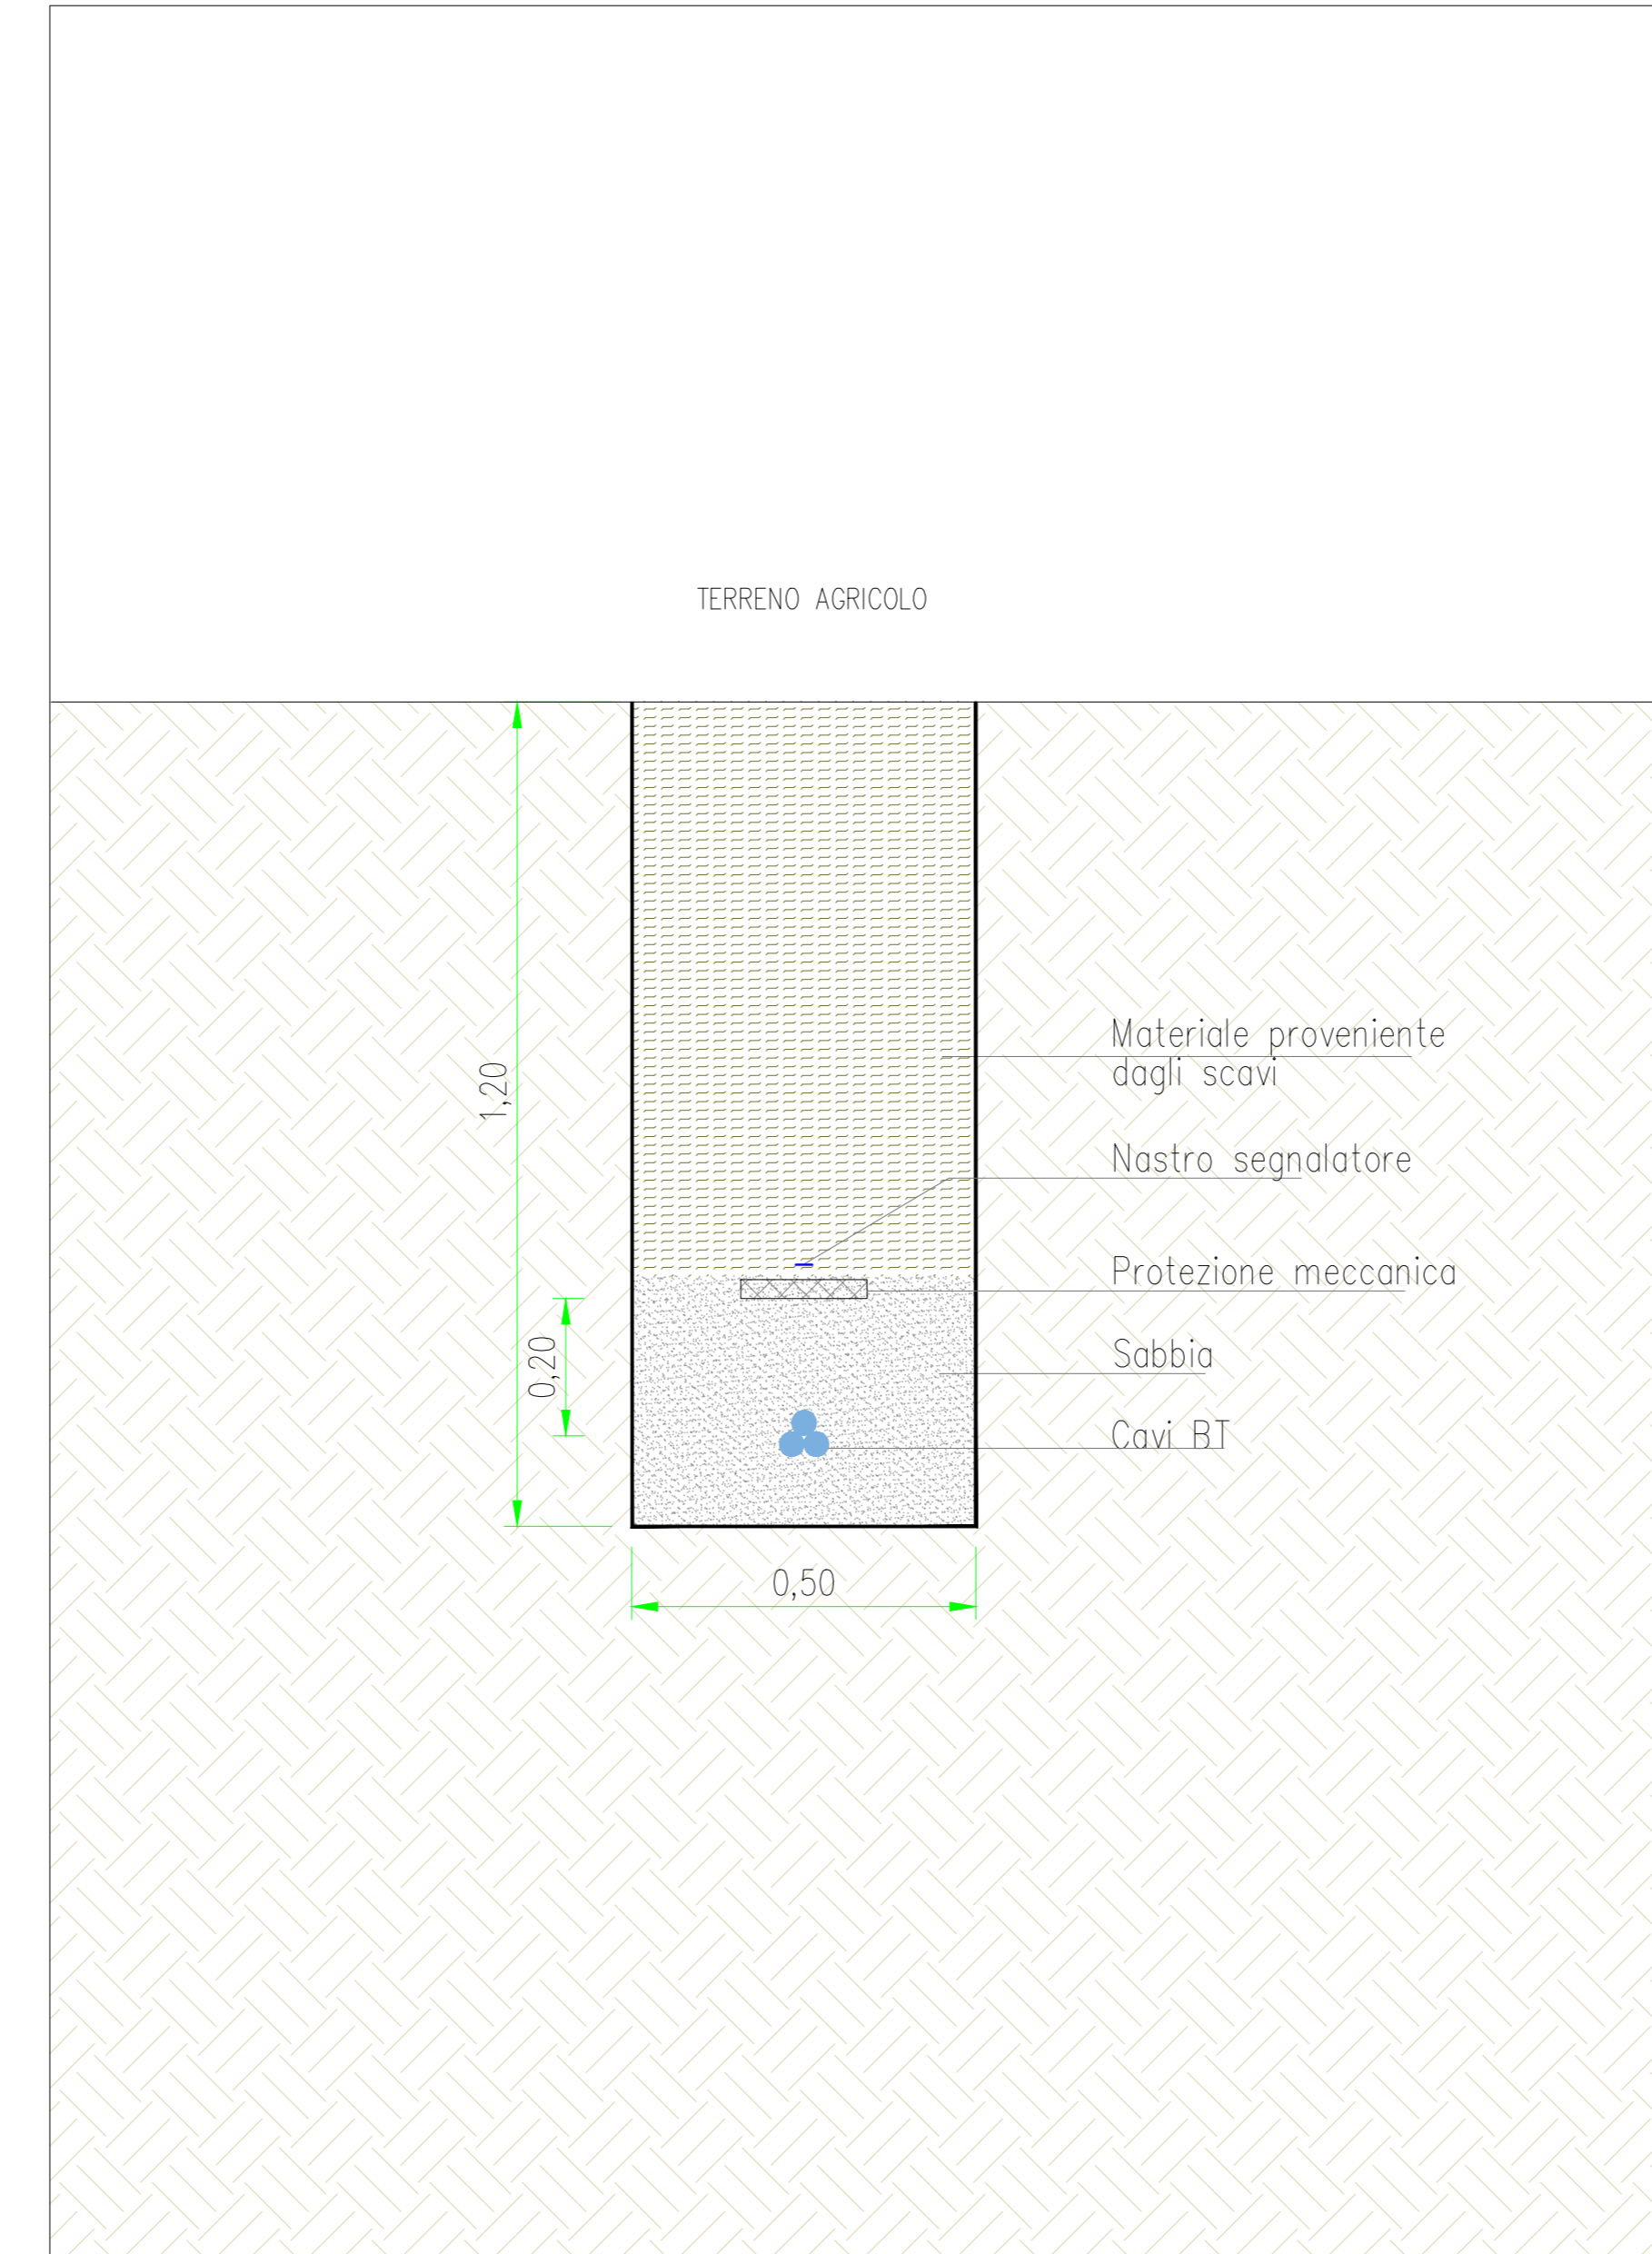 TERRENO AGRICOLO
Materiale proveniente
dagli scavi
1,20
Nastro segnalatore
Protezione meccanica
0,20
Sabbia
Cavi BT
0,50